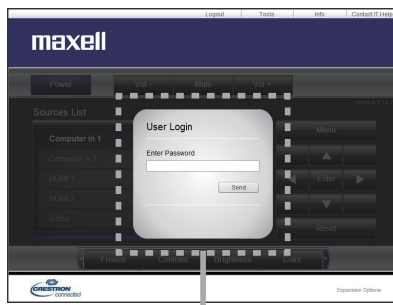 Logout Tools Info Contact IT Help
maxell
Power Vol - Mute Vol +
Sources List
Menu
Computer in 1
Computer in 2
HDMI 1
HDMI 2
Video
Enter
Reset
User Login
Enter Password
Send
Freeze Contrast Brightness Color
CRESTRON
connected
Expansion Options